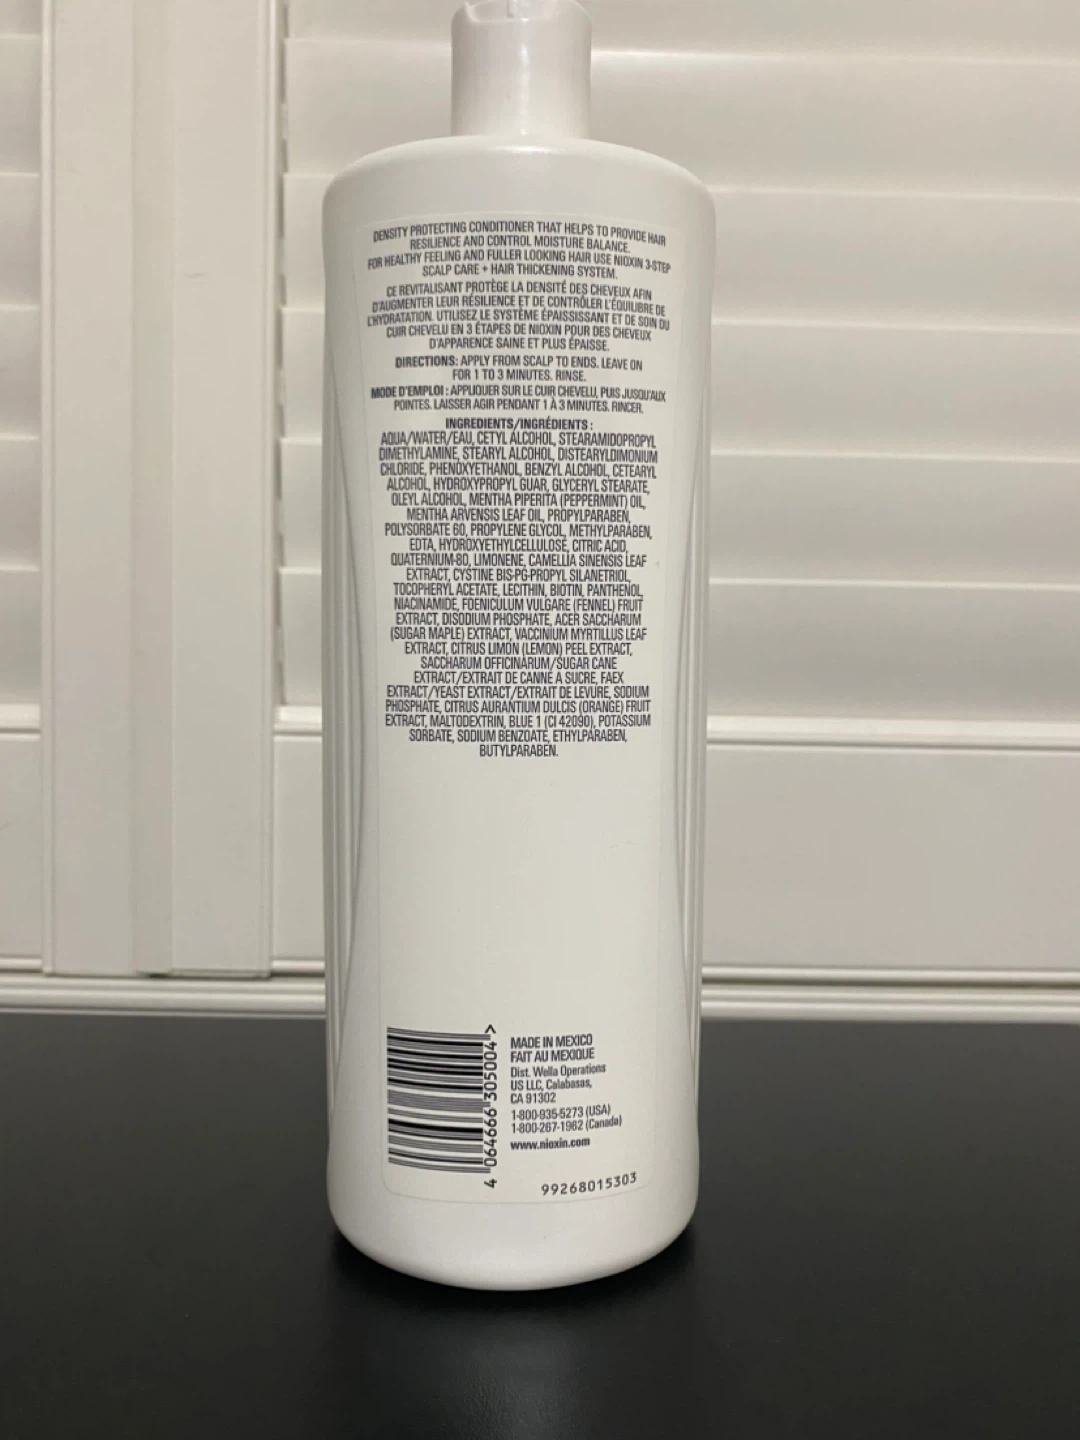 DENSITY PROTECTING CONDITIONER THAT HELPS TO PROVIDE HAIR
RESILIENCE AND CONTROL MOISTURE BALANCE.
FOR HEALTHY FEELING AND FULLER LOOKING HAIR USE NIOXIN 3-STEP
SCALP CARE + HAIR THICKENING SYSTEM.
CE REVITALISANT PROTÈGE LA DENSITÉ DES CHEVEUX AFIN
D'AUGMENTER LEUR RÉSILIENCE ET DE CONTRÔLER L'ÉQUILIBRE DE
L'HYDRATATION. UTILISEZ LE SYSTÈME ÉPAISSISSANT ET DE SOIN DU
CUIR CHEVELU EN 3 ÉTAPES DE NIOXIN POUR DES CHEVEUX
D'APPARENCE SAINE ET PLUS ÉPAISSE.
DIRECTIONS: APPLY FROM SCALP TO ENDS. LEAVE ON
FOR 1 TO 3 MINUTES. RINSE.
MODE D'EMPLOI : APPLIQUER SUR LE CUIR CHEVELU, PUIS JUSQU'AUX
POINTES. LAISSER AGIR PENDANT 1 À 3 MINUTES. RINCER.
INGREDIENTS/INGRÉDIENTS :
AQUA/WATER/EAU, CETYL ALCOHOL, STEARAMIDOPROPYL
DIMETHYLAMINE, STEARYL ALCOHOL, DISTEARYLDIMONIUM
CHLORIDE, PHENOXYETHANOL, BENZYL ALCOHOL, CETEARYL
ALCOHOL, HYDROXYPROPYL GUAR, GLYCERYL STEARATE,
OLEYL ALCOHOL, MENTHA PIPERITA (PEPPERMINT) OIL,
MENTHA ARVENSIS LEAF OIL, PROPYLPARABEN,
POLYSORBATE 60, PROPYLENE GLYCOL, METHYLPARABEN,
EDTA, HYDROXYETHYLCELLULOSE, CITRIC ACID,
QUATERNIUM-80, LIMONENE, CAMELLIA SINENSIS LEAF
EXTRACT, CYSTINE BIS-PG-PROPYL SILANETRIOL,
TOCOPHERYL ACETATE, LECITHIN, BIOTIN, PANTHENOL,
NIACINAMIDE, FOENICULUM VULGARE (FENNEL) FRUIT
EXTRACT, DISODIUM PHOSPHATE, ACER SACCHARUM
(SUGAR MAPLE) EXTRACT, VACCINIUM MYRTILLUS LEAF
EXTRACT, CITRUS LIMON (LEMON) PEEL EXTRACT,
SACCHARUM OFFICINARUM/SUGAR CANE
EXTRACT/EXTRAIT DE CANNE A SUCRE, FAEX
EXTRACT/YEAST EXTRACT/EXTRAIT DE LEVURE, SODIUM
PHOSPHATE, CITRUS AURANTIUM DULCIS (ORANGE) FRUIT
EXTRACT, MALTODEXTRIN, BLUE 1 (CI 42090), POTASSIUM
SORBATE, SODIUM BENZOATE, ETHYLPARABEN,
BUTYLPARABEN.
4 064666 305004 >
MADE IN MEXICO
FAIT AU MEXIQUE
Dist. Wella Operations
US LLC, Calabasas,
CA 91302
1-800-935-5273 (USA)
1-800-267-1962 (Canada)
www.nioxin.com
99268015303